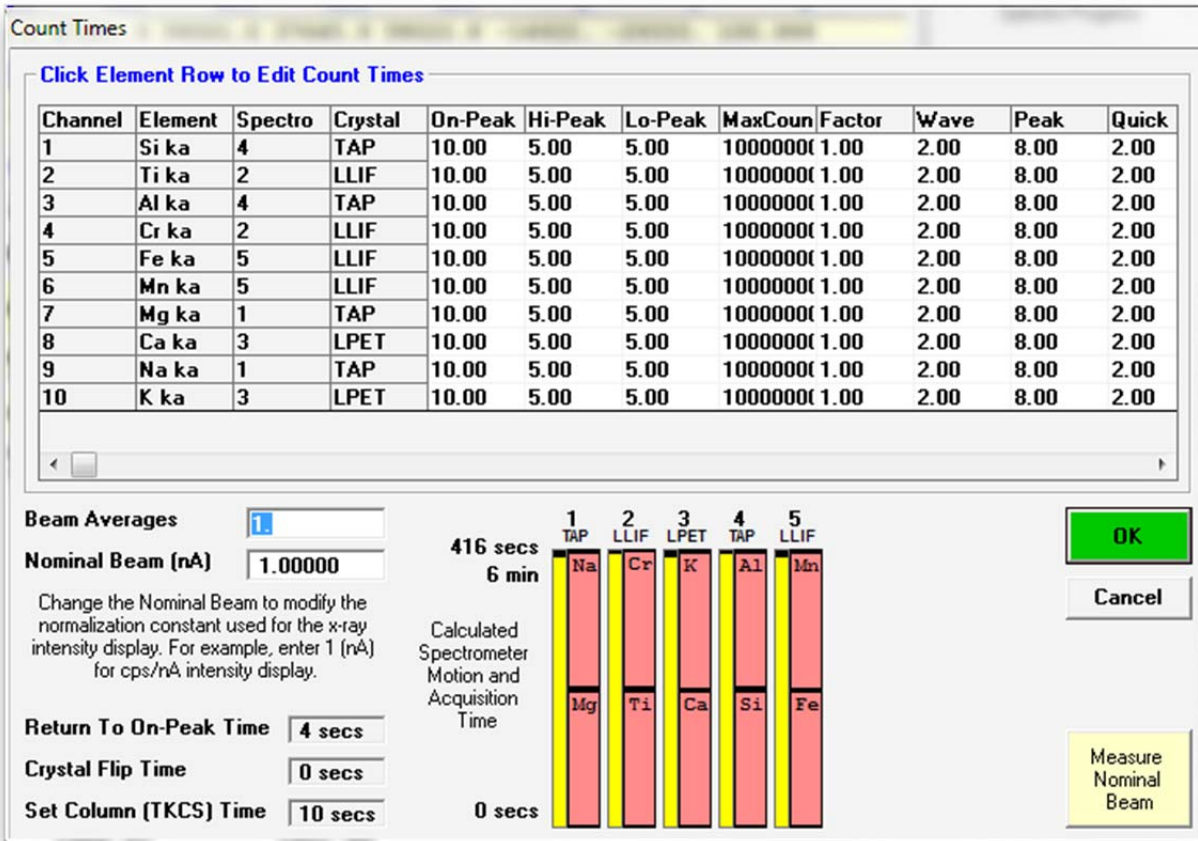 Count Times
Click Element Row to Edit Count Times
Channel Element Spectro Crystal On-Peak Hi-Peak Lo-Peak MaxCoun Factor Wave Peak Quick
1 Si ka 4 TAP 10.00 5.00 5.00 1000000( 1.00 2.00 8.00 2.00
2 Ti ka 2 LLIF 10.00 5.00 5.00 1000000( 1.00 2.00 8.00 2.00
3 Al ka 4 TAP 10.00 5.00 5.00 1000000( 1.00 2.00 8.00 2.00
4 Cr ka 2 LLIF 10.00 5.00 5.00 1000000( 1.00 2.00 8.00 2.00
5 Fe ka 5 LLIF 10.00 5.00 5.00 1000000( 1.00 2.00 8.00 2.00
6 Mn ka 5 LLIF 10.00 5.00 5.00 1000000( 1.00 2.00 8.00 2.00
7 Mg ka 1 TAP 10.00 5.00 5.00 1000000( 1.00 2.00 8.00 2.00
8 Ca ka 3 LPET 10.00 5.00 5.00 1000000( 1.00 2.00 8.00 2.00
9 Na ka 1 TAP 10.00 5.00 5.00 1000000( 1.00 2.00 8.00 2.00
10 K ka 3 LPET 10.00 5.00 5.00 1000000( 1.00 2.00 8.00 2.00
Beam Averages 1.
Nominal Beam (nA) 1.00000
Change the Nominal Beam to modify the
normalization constant used for the x-ray
intensity display. For example, enter 1 (nA)
for cps/nA intensity display.
Return To On-Peak Time 4 secs
Crystal Flip Time 0 secs
Set Column (TKCS) Time 10 secs
416 secs
6 min
Calculated
Spectrometer
Motion and
Acquisition
Time
0 secs
1 2 3 4 5
TAP LLIF LPET TAP LLIF
Na Cr K Al Mn
Mg Ti Ca Si Fe
OK
Cancel
Measure
Nominal
Beam